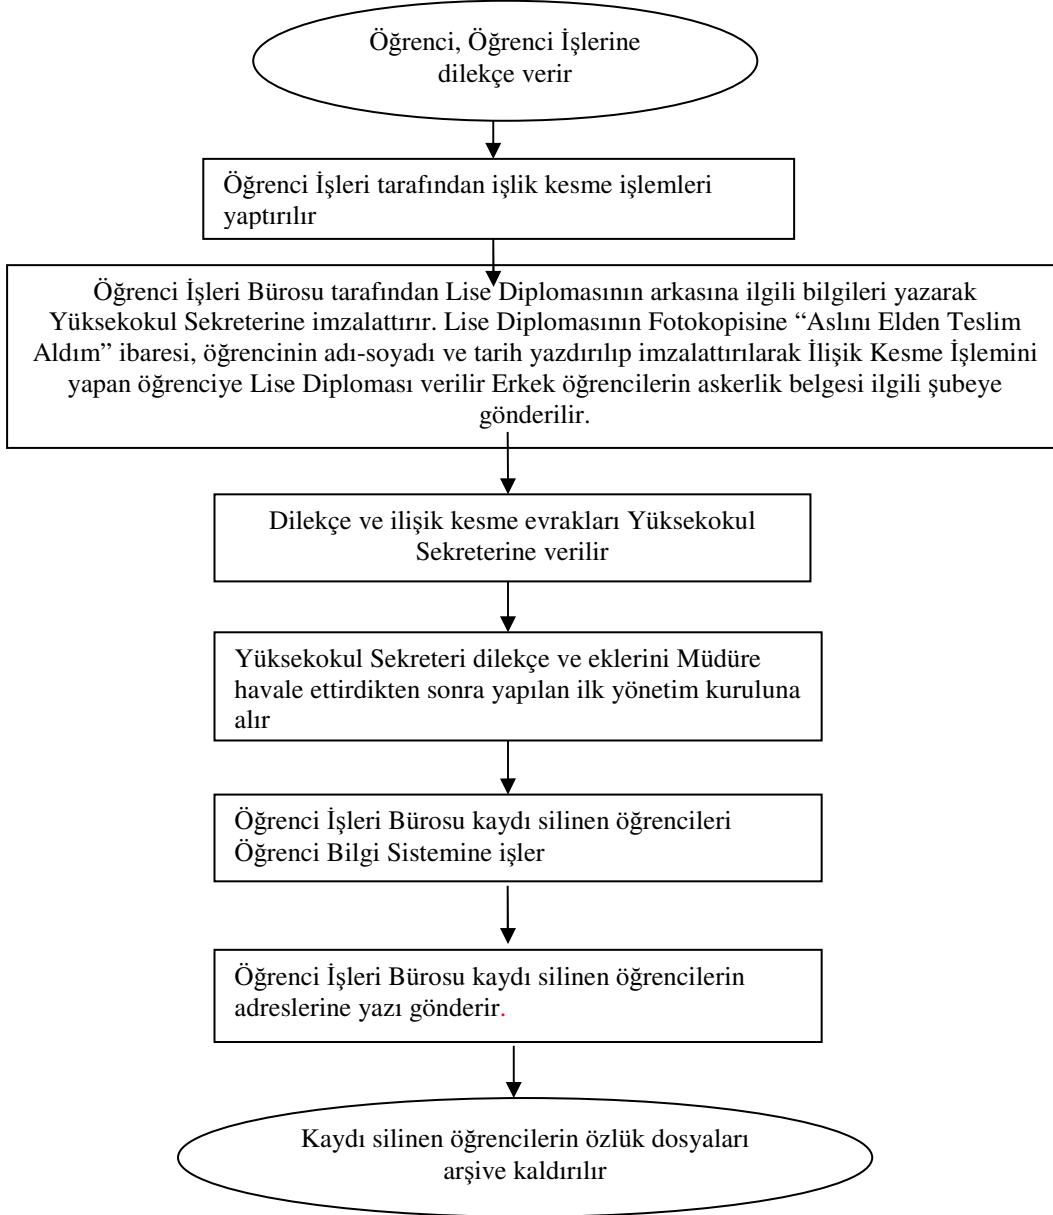 Öğrenci, Öğrenci İşlerine
dilekçe verir
Öğrenci İşleri tarafından işlik kesme işlemleri
yaptırılır
Öğrenci İşleri Bürosu tarafından Lise Diplomasının arkasına ilgili bilgileri yazarak
Yüksekokul Sekreterine imzalattırır. Lise Diplomasının Fotokopisine “Aslını Elden Teslim
Aldım” ibaresi, öğrencinin adı-soyadı ve tarih yazdırılıp imzalattırılarak İlişik Kesme İşlemini
yapan öğrenciye Lise Diploması verilir Erkek öğrencilerin askerlik belgesi ilgili şubeye
gönderilir.
Dilekçe ve ilişik kesme evrakları Yüksekokul
Sekreterine verilir
Yüksekokul Sekreteri dilekçe ve eklerini Müdüre
havale ettirdikten sonra yapılan ilk yönetim kuruluna
alır
Öğrenci İşleri Bürosu kaydı silinen öğrencileri
Öğrenci Bilgi Sistemine işler
Öğrenci İşleri Bürosu kaydı silinen öğrencilerin
adreslerine yazı gönderir.
Kaydı silinen öğrencilerin özlük dosyaları
arşive kaldırılır